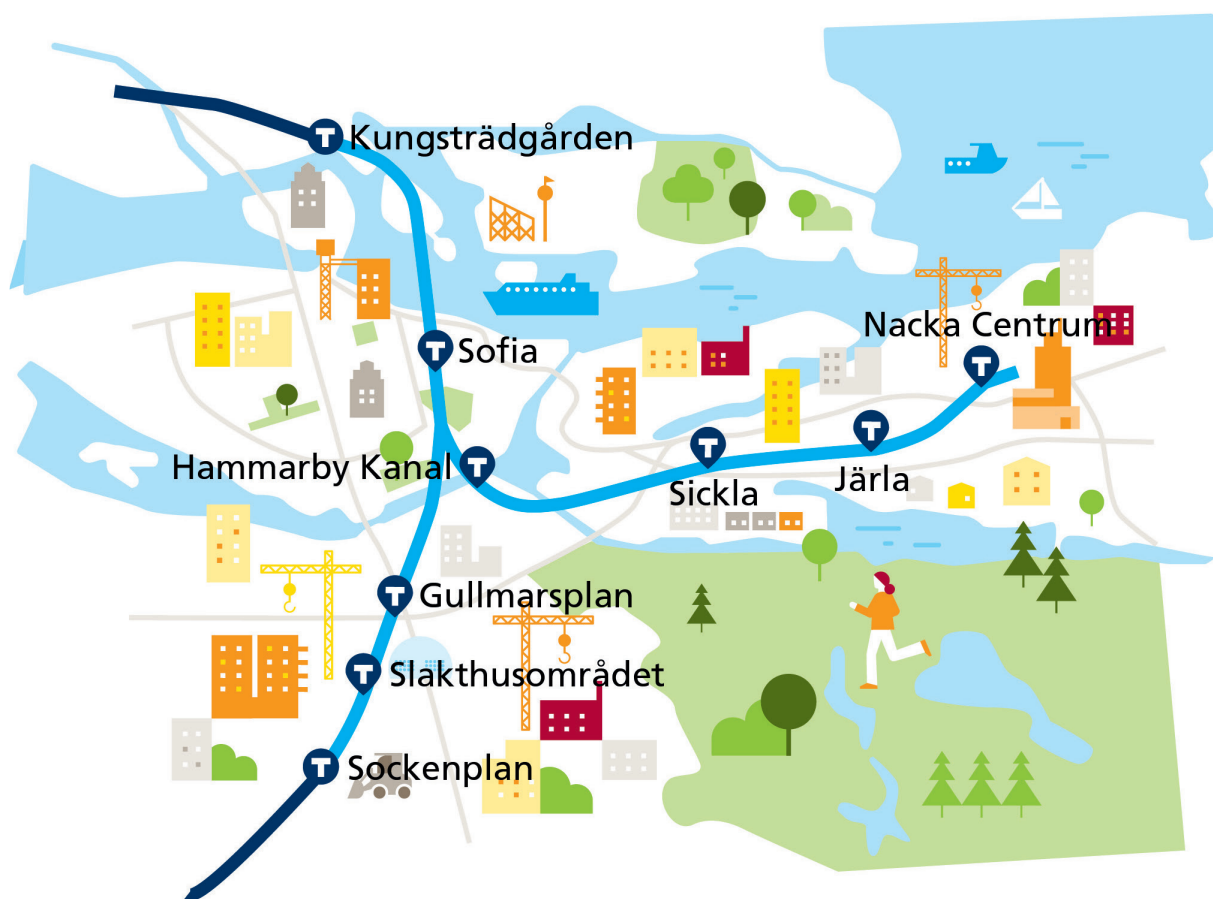 Kungsträdgården
Sofia
Nacka Centrum
Hammarby Kanal
Sickla
Järla
Gullmarsplan
Slakthusområdet
Sockenplan
T
T
T
T
T
T
T
T
T